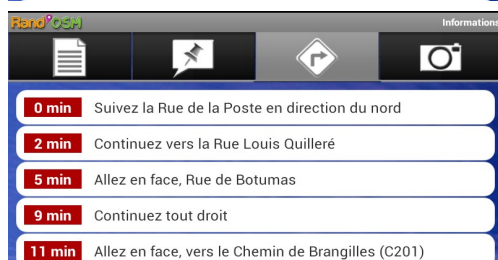 Rand'OSM
Informations
0 min Suivez la Rue de la Poste en direction du nord
2 min Continuez vers la Rue Louis Quilleré
5 min Allez en face, Rue de Botumas
9 min Continuez tout droit
11 min Allez en face, vers le Chemin de Brangilles (C201)